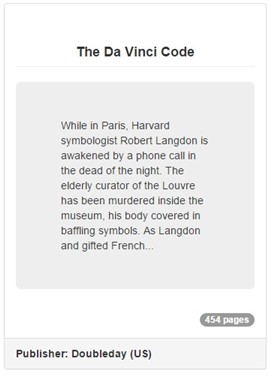 The Da Vinci Code
While in Paris, Harvard
symbologist Robert Langdon is
awakened by a phone call in
the dead of the night. The
elderly curator of the Louvre
has been murdered inside the
museum, his body covered in
baffling symbols. As Langdon
and gifted French...
454 pages
Publisher: Doubleday (US)